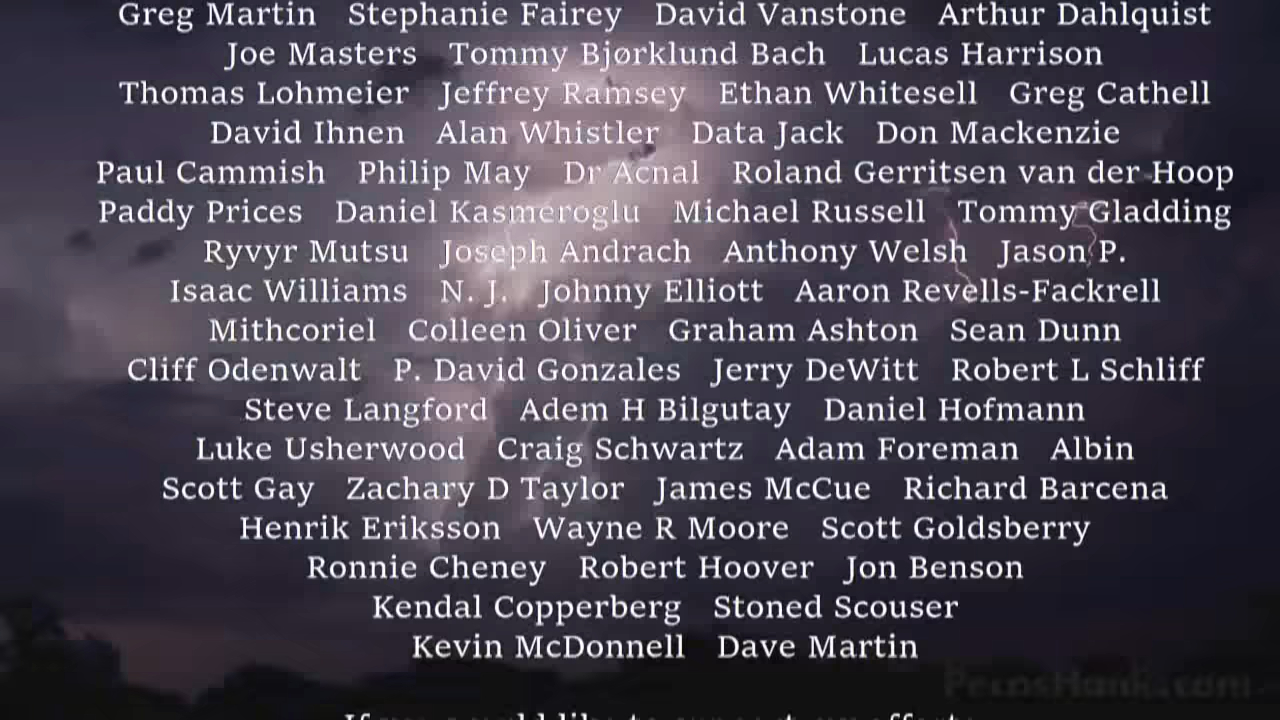 Greg Martin Stephanie Fairey David Vanstone Arthur Dahlquist
Joe Masters Tommy Bjørklund Bach Lucas Harrison
Thomas Lohmeier Jeffrey Ramsey Ethan Whitesell Greg Cathell
David Ihnen Alan Whistler Data Jack Don Mackenzie
Paul Cammish Philip May Dr Acnal Roland Gerritsen van der Hoop
Paddy Prices Daniel Kasmeroglu Michael Russell Tommy Gladding
Ryvyr Mutsu Joseph Andrach Anthony Welsh Jason P.
Isaac Williams N. J. Johnny Elliott Aaron Revells-Fackrell
Mithcoriel Colleen Oliver Graham Ashton Sean Dunn
Cliff Odenwalt P. David Gonzales Jerry DeWitt Robert L Schliff
Steve Langford Adem H Bilgutay Daniel Hofmann
Luke Usherwood Craig Schwartz Adam Foreman Albin
Scott Gay Zachary D Taylor James McCue Richard Barcena
Henrik Eriksson Wayne R Moore Scott Goldsberry
Ronnie Cheney Robert Hoover Jon Benson
Kendal Copperberg Stoned Scouser
Kevin McDonnell Dave Martin
PecosHank.com